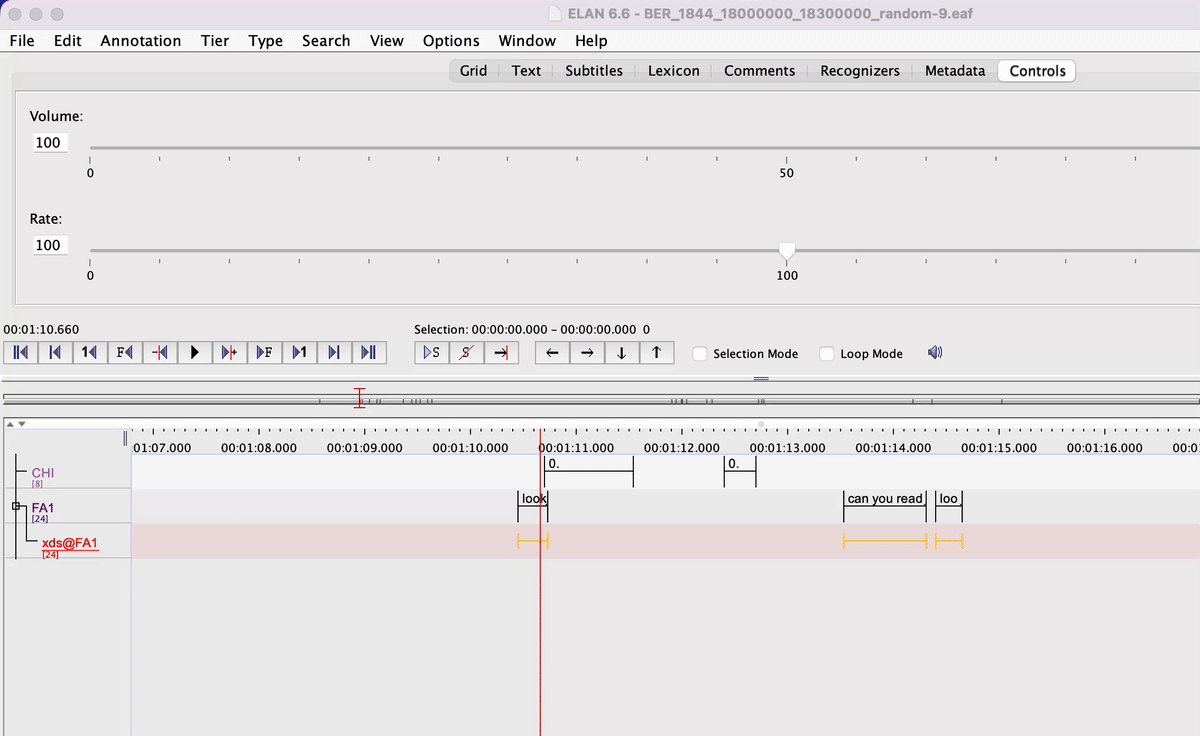 ELAN 6.6 - BER_1844_18000000_18300000_random-9.eaf
File Edit Annotation Tier Type Search View Options Window Help
Grid Text Subtitles Lexicon Comments Recognizers Metadata Controls
Volume:
100
0 50
Rate:
100
0 100
00:01:10.660 Selection: 00:00:00.000 - 00:00:00.000 0
1 F F 1 S S Selection Mode Loop Mode
01:07.000 00:01:08.000 00:01:09.000 00:01:10.000 00:01:11.000 00:01:12.000 00:01:13.000 00:01:14.000 00:01:15.000 00:01:16.000 00:0
CHI 0. 0.
[8]
FA1 look can you read loo
[24]
xds@FA1
[24]